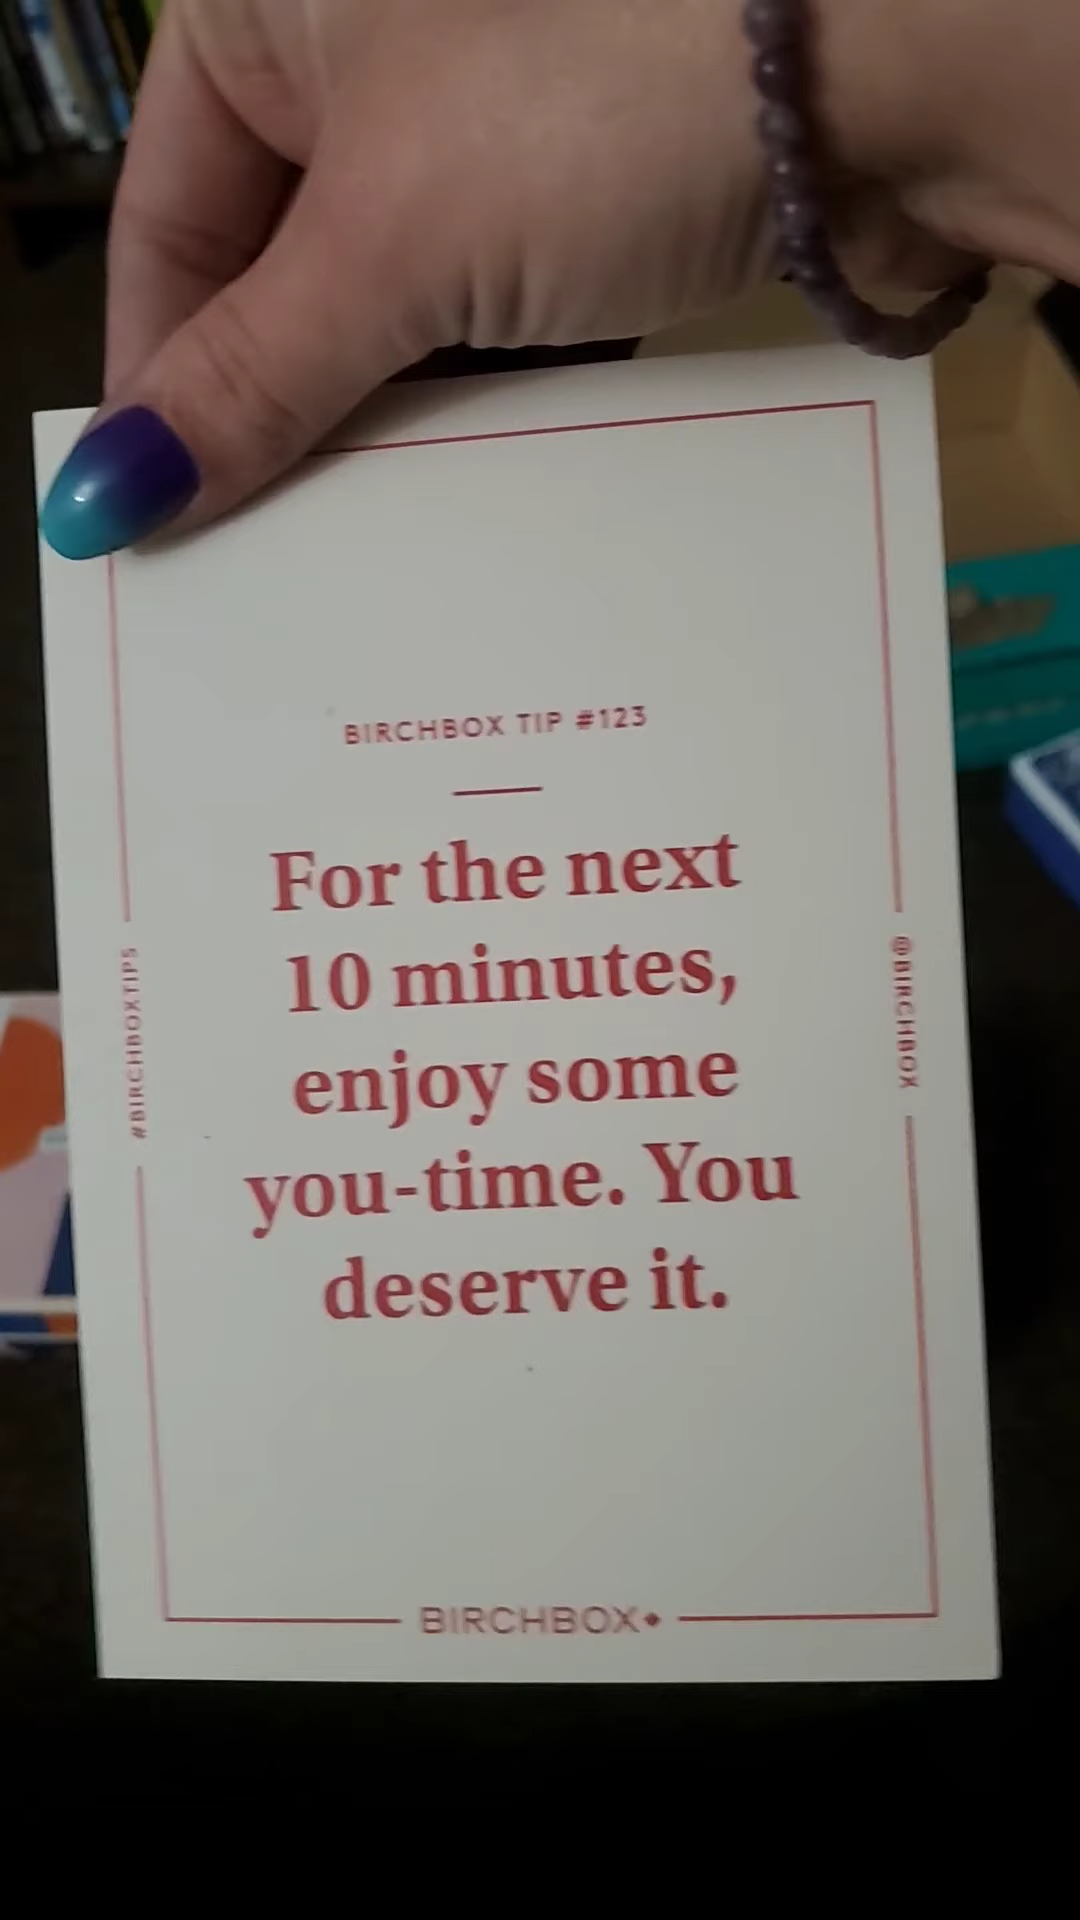 BIRCHBOX TIP #123
For the next
10 minutes,
enjoy some
you-time. You
deserve it.
#BIRCHBOXTIPS
@BIRCHBOX
BIRCHBOX